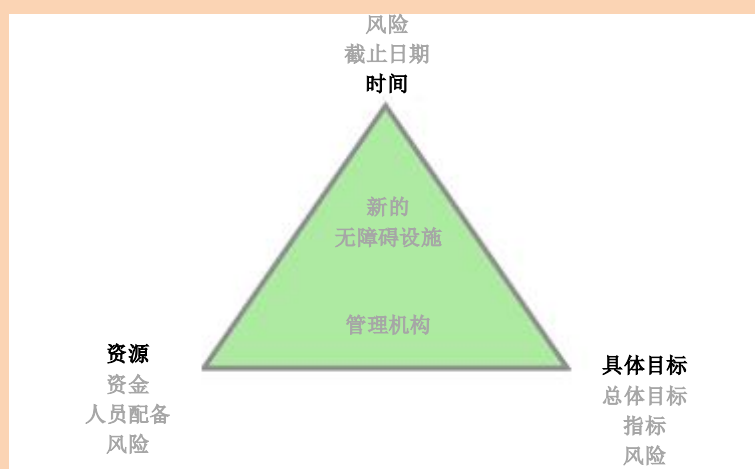 风险
截止日期
时间
新的
无障碍设施
管理机构
资源
资金
人员配备
风险
具体目标
总体目标
指标
风险